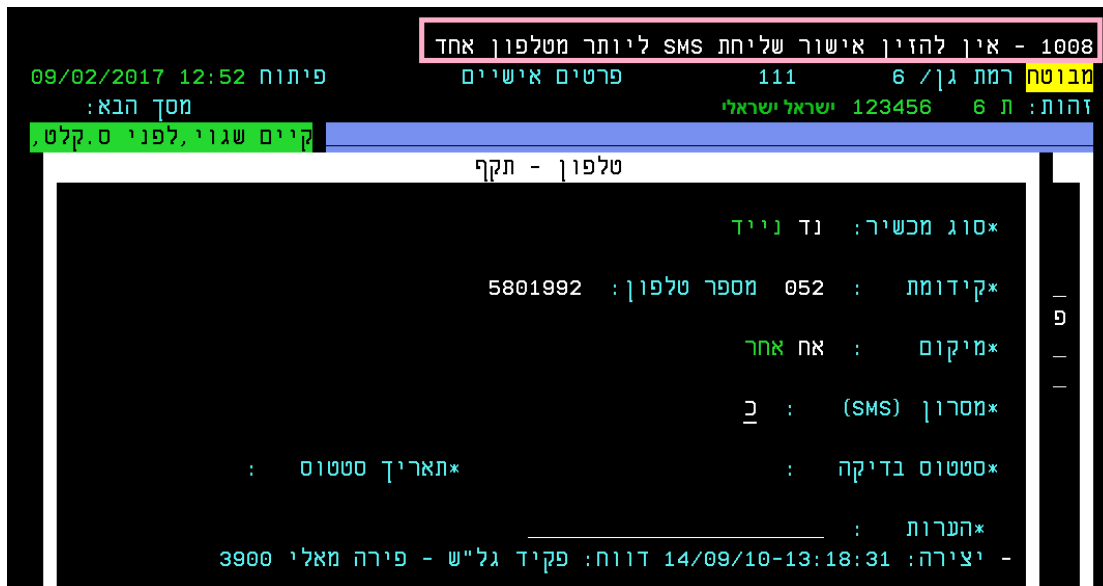 1008 - אין להזין אישור שליחת SMS ליותר מטלפון אחד
מבוטח רמת גן/ 6 111 פרטים אישיים פיתוח 09/02/2017 12:52
זהות: ת 6 123456 ישראל ישראלי מסך הבא:
קיים שגוי,לפני ס.קלט,
טלפון - תקף
*סוג מכשיר: נד נייד
*קידומת : 052 מספר טלפון: 5801992
פ
*מיקום : אח אחר
*מסרון (SMS) : כ
*סטטוס בדיקה : *תאריך סטטוס :
*הערות :
- יצירה: 14/09/10-13:18:31 דווח: פקיד גל"ש - פירה מאלי 3900